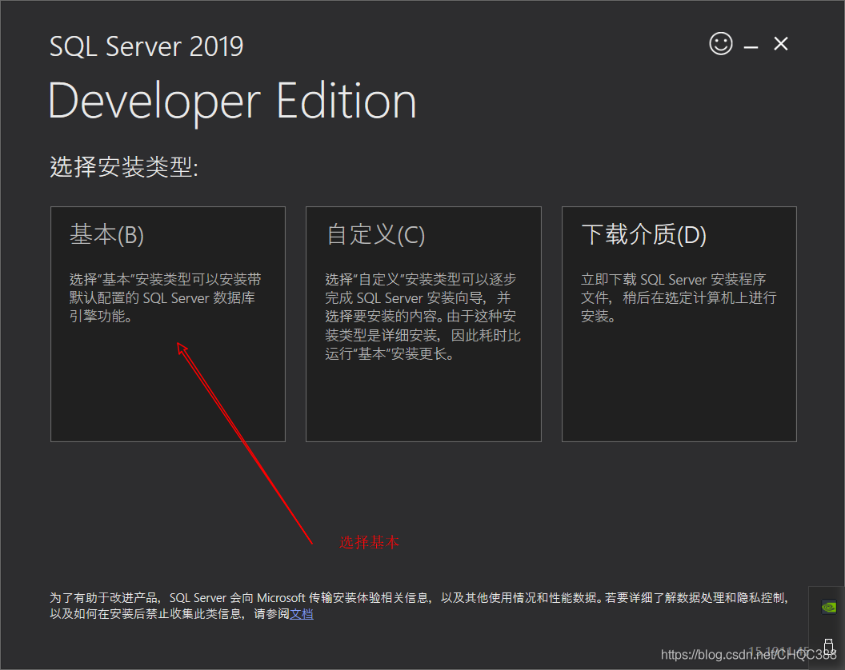 SQL Server 2019
Developer Edition
选择安装类型:
基本(B)
选择“基本”安装类型可以安装带
默认配置的 SQL Server 数据库
引擎功能。
自定义(C)
选择“自定义”安装类型可以逐步
完成 SQL Server 安装向导，并
选择要安装的内容。由于这种安
装类型是详细安装，因此耗时比
运行“基本”安装更长。
下载介质(D)
立即下载 SQL Server 安装程序
文件，稍后在选定计算机上进行
安装。
选择基本
为了有助于改进产品，SQL Server 会向 Microsoft 传输安装体验相关信息，以及其他使用情况和性能数据。若要详细了解数据处理和隐私控制，
以及如何在安装后禁止收集此类信息，请参阅文档
https://blog.csdn.net/CHQC388